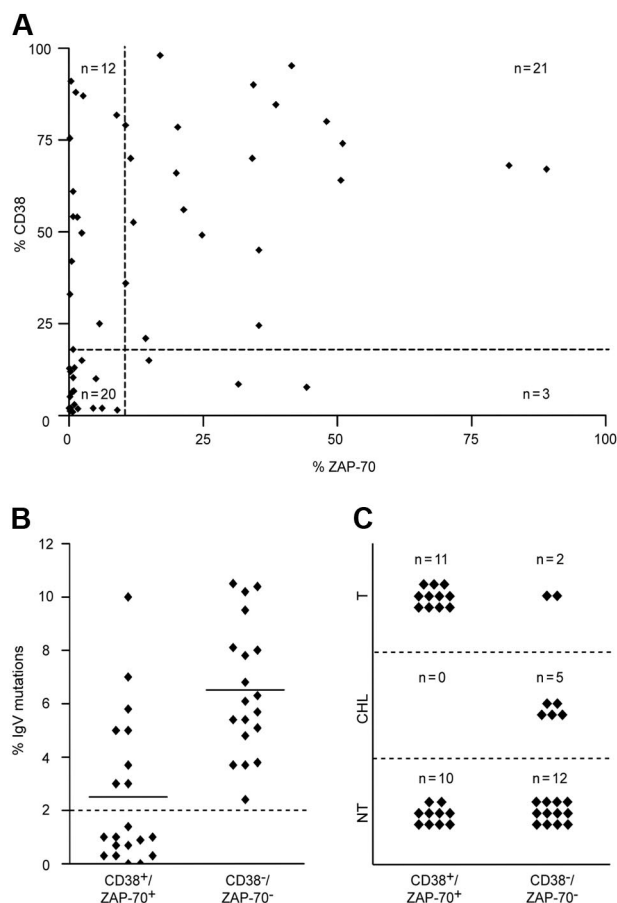 A
100
75
50
25
0
% CD38
n=12
n=21
n=20
n=3
0
25
50
75
100
% ZAP-70
B
12
10
8
6
4
2
0
% IgV mutations
CD38⁺/
ZAP-70⁺
CD38⁻/
ZAP-70⁻
C
T
CHL
NT
n=11
n=2
n=0
n=5
n=10
n=12
CD38⁺/
ZAP-70⁺
CD38⁻/
ZAP-70⁻